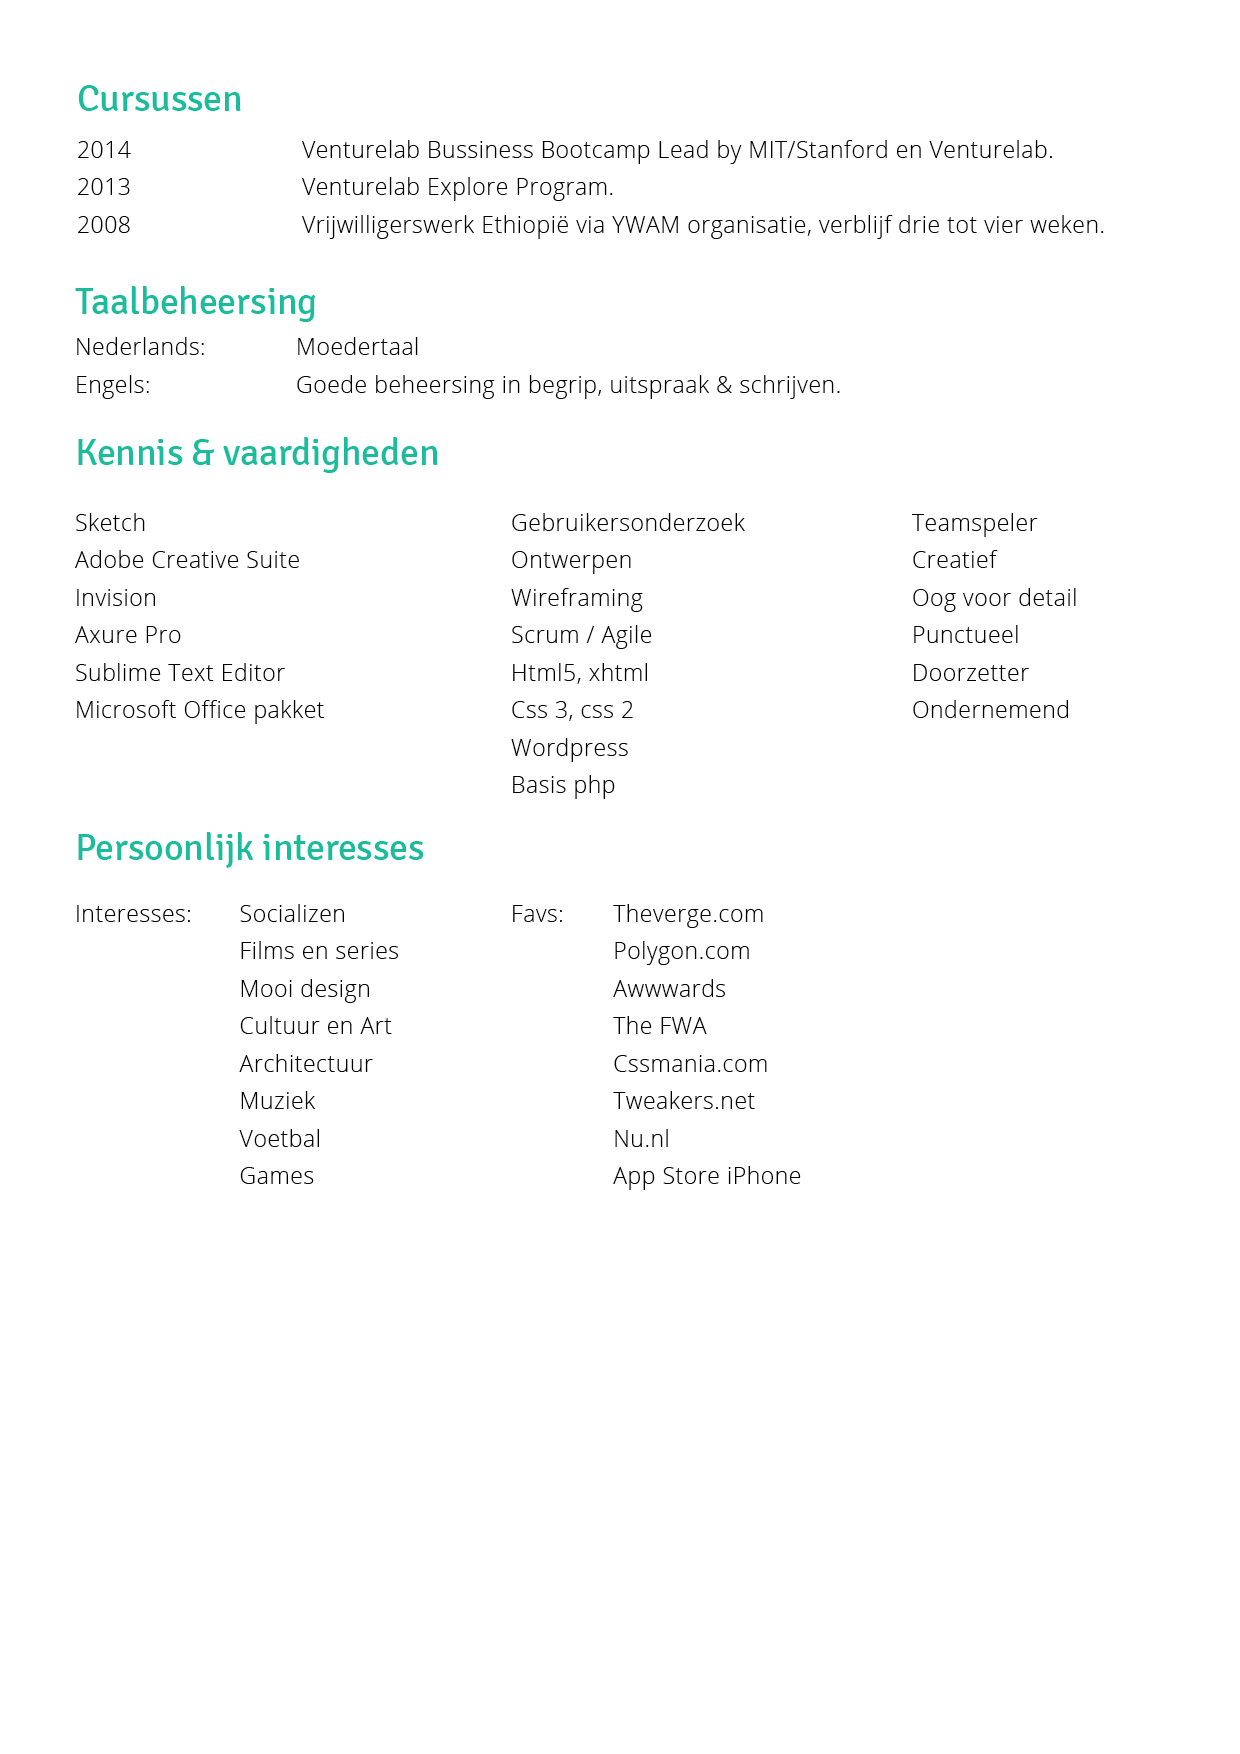 Cursussen
2014 Venturelab Bussiness Bootcamp Lead by MIT/Stanford en Venturelab.
2013 Venturelab Explore Program.
2008 Vrijwilligerswerk Ethiopië via YWAM organisatie, verblijf drie tot vier weken.
Taalbeheersing
Nederlands: Moedertaal
Engels: Goede beheersing in begrip, uitspraak & schrijven.
Kennis & vaardigheden
Sketch
Adobe Creative Suite
Invision
Axure Pro
Sublime Text Editor
Microsoft Office pakket
Gebruikersonderzoek
Ontwerpen
Wireframing
Scrum / Agile
Html5, xhtml
Css 3, css 2
Wordpress
Basis php
Teamspeler
Creatief
Oog voor detail
Punctueel
Doorzetter
Ondernemend
Persoonlijk interesses
Interesses: Socializen
Films en series
Mooi design
Cultuur en Art
Architectuur
Muziek
Voetbal
Games
Favs: Theverge.com
Polygon.com
Awwwards
The FWA
Cssmania.com
Tweakers.net
Nu.nl
App Store iPhone